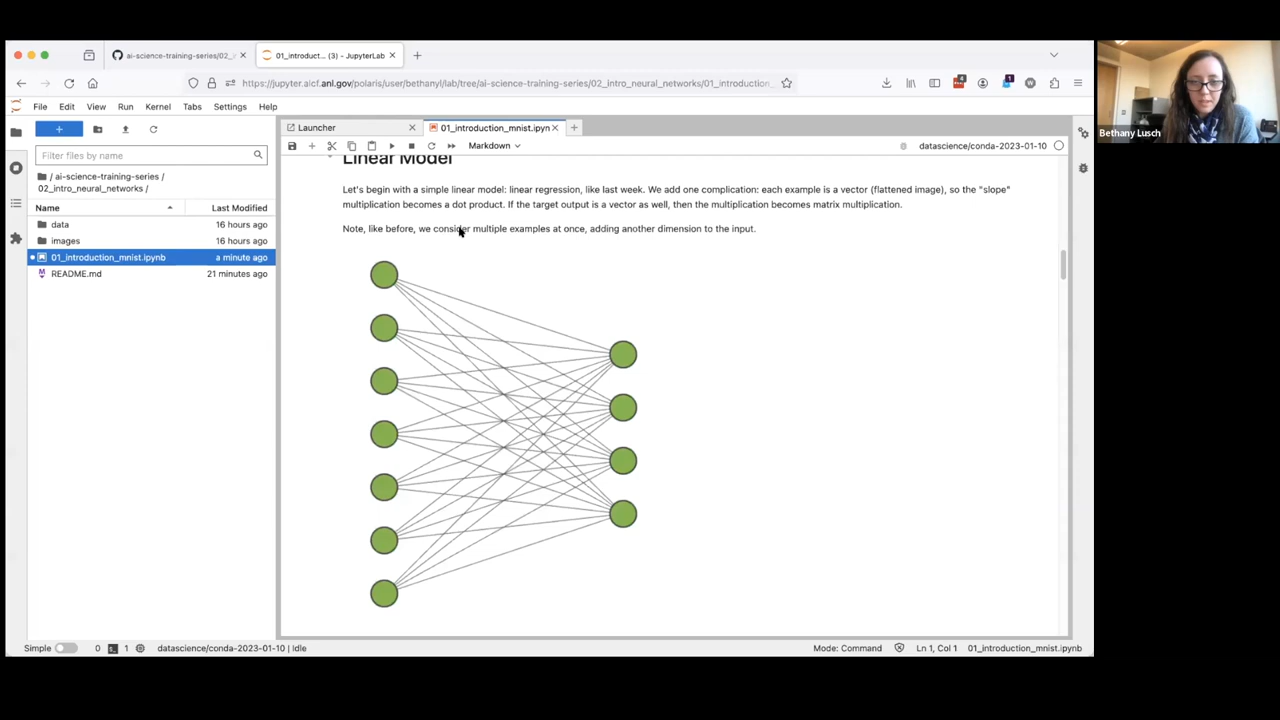 ai-science-training-series/02_
01_introduct… (3) - JupyterLab
https://jupyter.alcf.anl.gov/polaris/user/bethanyl/lab/tree/ai-science-training-series/02_intro_neural_networks/01_introduction_
4
1
Bethany Lusch
File Edit View Run Kernel Tabs Settings Help
Launcher
01_introduction_mnist.ipyn
Markdown
datascience/conda-2023-01-10
Filter files by name
/ ai-science-training-series /
02_intro_neural_networks /
Name Last Modified
data 16 hours ago
images 16 hours ago
01_introduction_mnist.ipynb a minute ago
README.md 21 minutes ago
Linear Model
Let's begin with a simple linear model: linear regression, like last week. We add one complication: each example is a vector (flattened image), so the "slope"
multiplication becomes a dot product. If the target output is a vector as well, then the multiplication becomes matrix multiplication.
Note, like before, we consider multiple examples at once, adding another dimension to the input.
Simple 0 1 datascience/conda-2023-01-10 | Idle
Mode: Command Ln 1, Col 1 01_introduction_mnist.ipynb